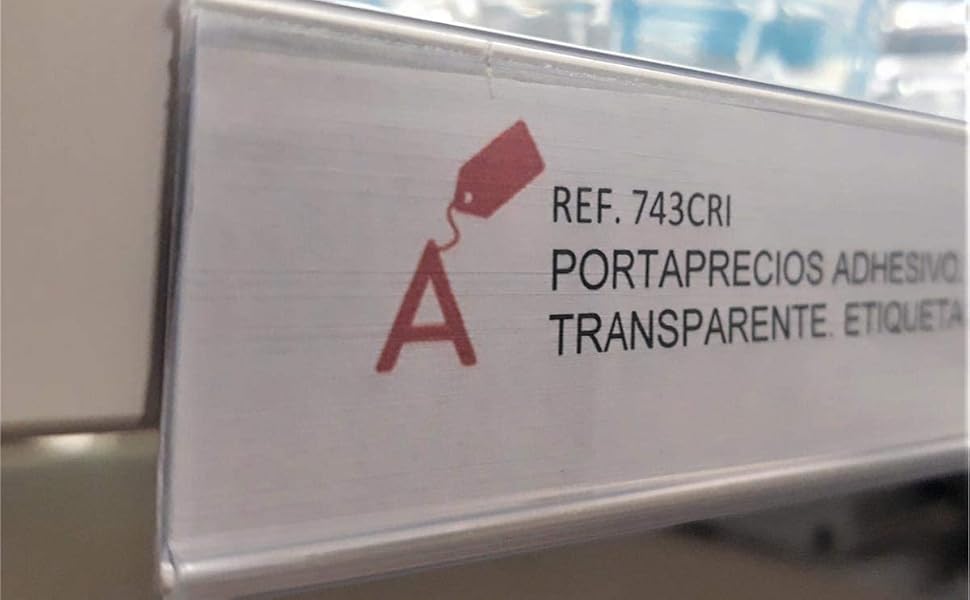 A
REF. 743CRI
PORTAPRECIOS ADHESIVO.
TRANSPARENTE. ETIQUETA